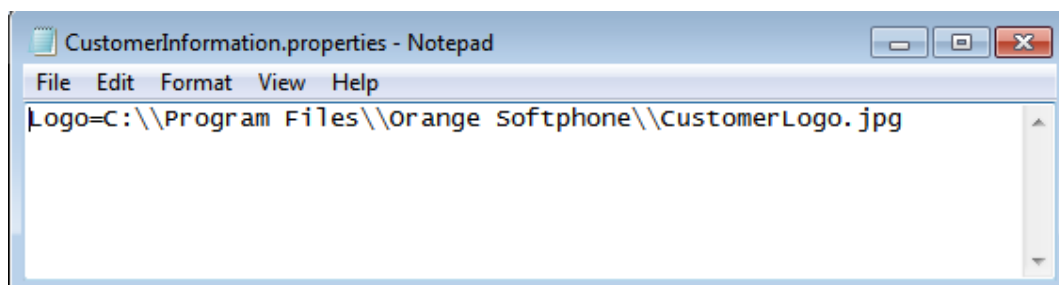 CustomerInformation.properties - Notepad
File Edit Format View Help
Logo=C:\\Program Files\\Orange Softphone\\CustomerLogo.jpg